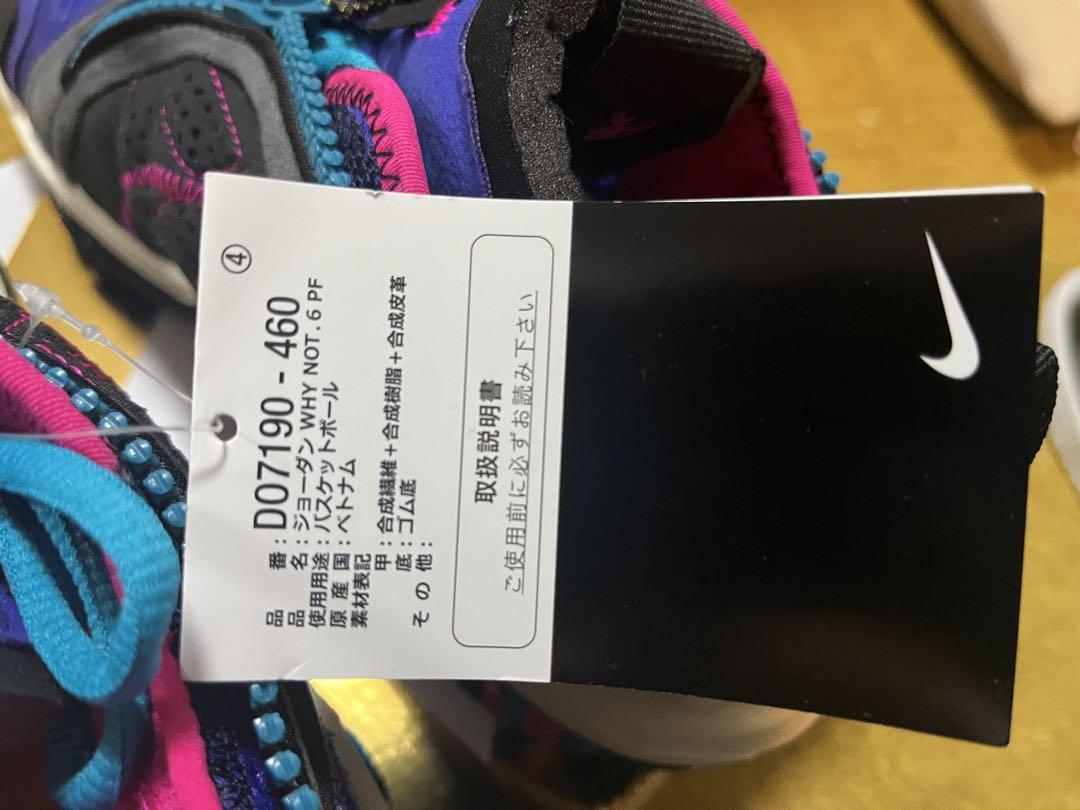 ④
品番：DO7190 - 460
品名：ジョーダン WHY NOT . 6 PF
使用用途：バスケットボール
原産国：ベトナム
素材表記
甲：合成繊維＋合成樹脂＋合成皮革
底：ゴム底
その他：
取扱説明書
ご使用前に必ずお読み下さい